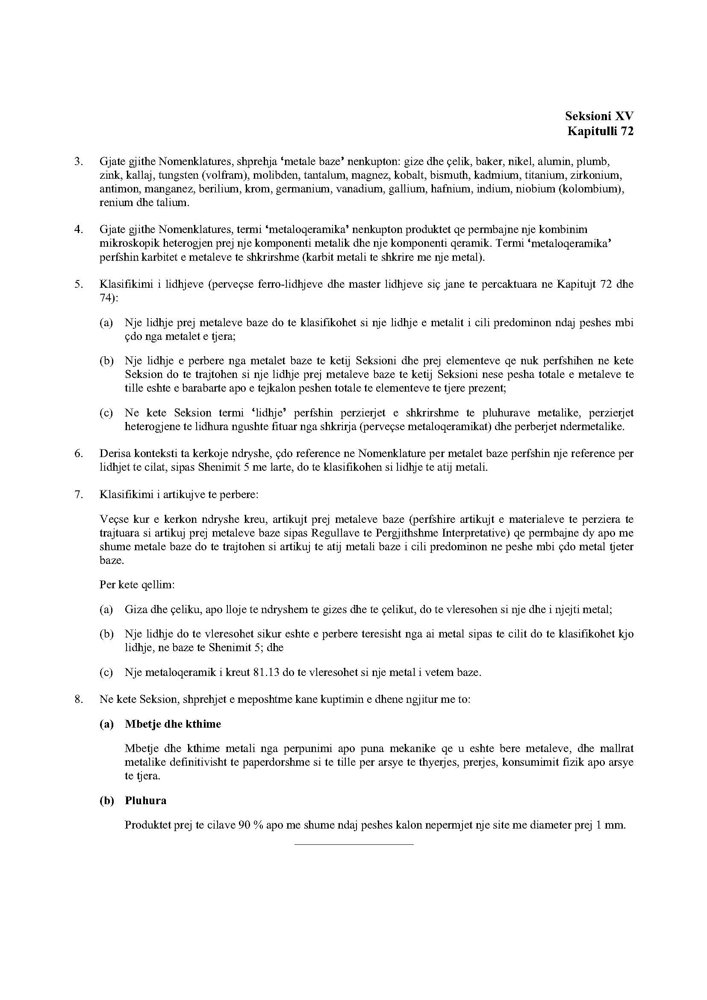 Seksioni XV
Kapitulli 72
3. Gjate gjithe Nomenklatures, shprehja ‘metale baze’ nenkupton: gize dhe çelik, baker, nikel, alumin, plumb,
zink, kallaj, tungsten (volfram), molibden, tantalum, magnez, kobalt, bismuth, kadmium, titanium, zirkonium,
antimon, manganez, berilium, krom, germanium, vanadium, gallium, hafnium, indium, niobium (kolombium),
renium dhe talium.
4. Gjate gjithe Nomenklatures, termi ‘metaloqeramika’ nenkupton produktet qe permbajne nje kombinim
mikroskopik heterogjen prej nje komponenti metalik dhe nje komponenti qeramik. Termi ‘metaloqeramika’
perfshin karbitet e metaleve te shkrirshme (karbit metali te shkrire me nje metal).
5. Klasifikimi i lidhjeve (perveçse ferro-lidhjeve dhe master lidhjeve siç jane te percaktuara ne Kapitujt 72 dhe
74):
(a) Nje lidhje prej metaleve baze do te klasifikohet si nje lidhje e metalit i cili predominon ndaj peshes mbi
çdo nga metalet e tjera;
(b) Nje lidhje e perbere nga metalet baze te ketij Seksioni dhe prej elementeve qe nuk perfshihen ne kete
Seksion do te trajtohen si nje lidhje prej metaleve baze te ketij Seksioni nese pesha totale e metaleve te
tille eshte e barabarte apo e tejkalon peshen totale te elementeve te tjere prezent;
(c) Ne kete Seksion termi ‘lidhje’ perfshin perzierjet e shkrirshme te pluhurave metalike, perzierjet
heterogjene te lidhura ngushte fituar nga shkrirja (perveçse metaloqeramikat) dhe perberjet ndermetalike.
6. Derisa konteksti ta kerkoje ndryshe, çdo reference ne Nomenklature per metalet baze perfshin nje reference per
lidhjet te cilat, sipas Shenimit 5 me larte, do te klasifikohen si lidhje te atij metali.
7. Klasifikimi i artikujve te perbere:
Veçse kur e kerkon ndryshe kreu, artikujt prej metaleve baze (perfshire artikujt e materialeve te perziera te
trajtuara si artikuj prej metaleve baze sipas Regullave te Pergjithshme Interpretative) qe permbajne dy apo me
shume metale baze do te trajtohen si artikuj te atij metali baze i cili predominon ne peshe mbi çdo metal tjeter
baze.
Per kete qellim:
(a) Giza dhe çeliku, apo lloje te ndryshem te gizes dhe te çelikut, do te vleresohen si nje dhe i njejti metal;
(b) Nje lidhje do te vleresohet sikur eshte e perbere teresisht nga ai metal sipas te cilit do te klasifikohet kjo
lidhje, ne baze te Shenimit 5; dhe
(c) Nje metaloqeramik i kreut 81.13 do te vleresohet si nje metal i vetem baze.
8. Ne kete Seksion, shprehjet e meposhtme kane kuptimin e dhene ngjitur me to:
(a) Mbetje dhe kthime
Mbetje dhe kthime metali nga perpunimi apo puna mekanike qe u eshte bere metaleve, dhe mallrat
metalike definitivisht te paperdorshme si te tille per arsye te thyerjes, prerjes, konsumimit fizik apo arsye
te tjera.
(b) Pluhura
Produktet prej te cilave 90 % apo me shume ndaj peshes kalon nepermjet nje site me diameter prej 1 mm.